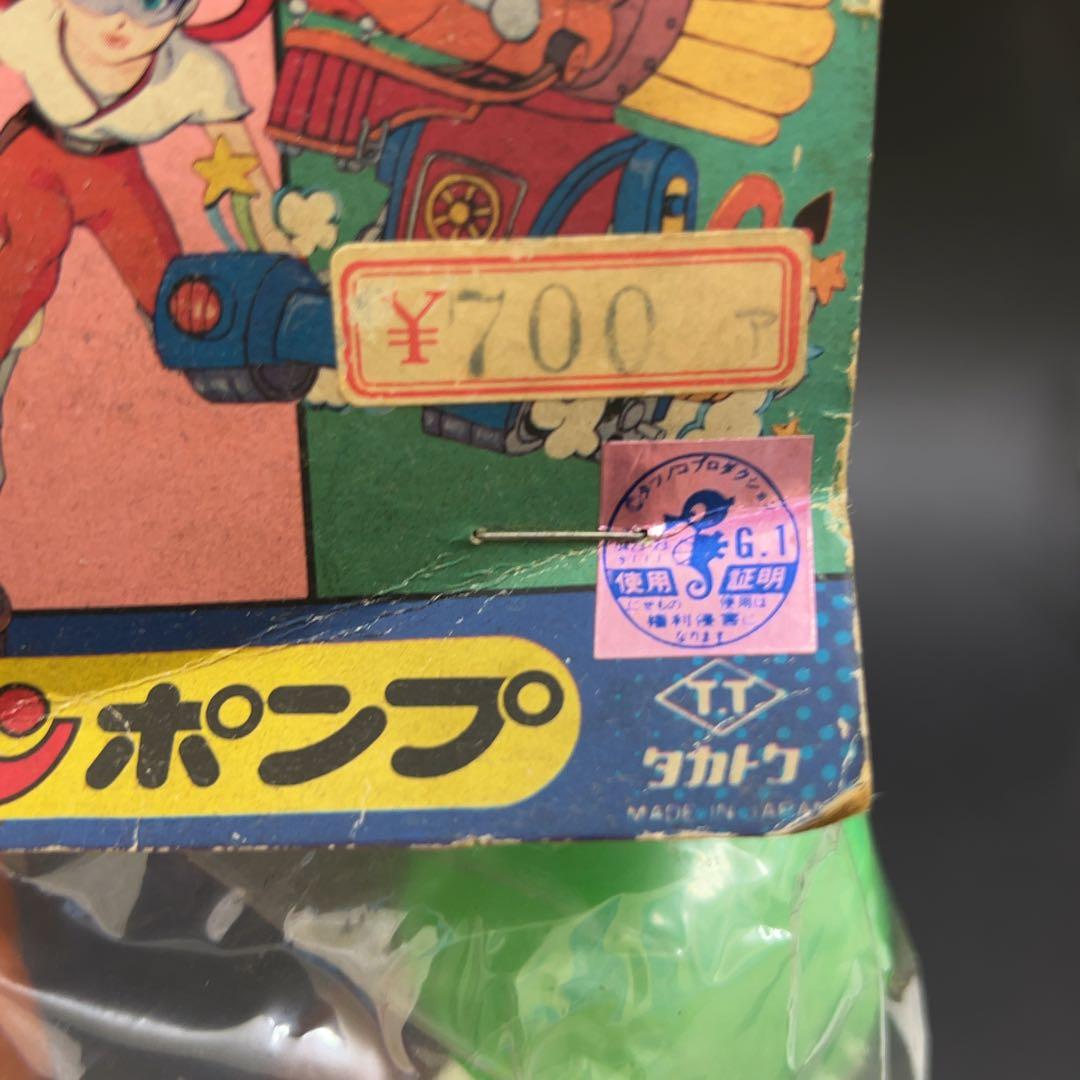 ¥700 ア
©タツノコプロダクション
G.1
使用 証明
にせもの 使用は
権利侵害に
なります
ンポンプ
T.T
タカトク
MADE IN JAPAN